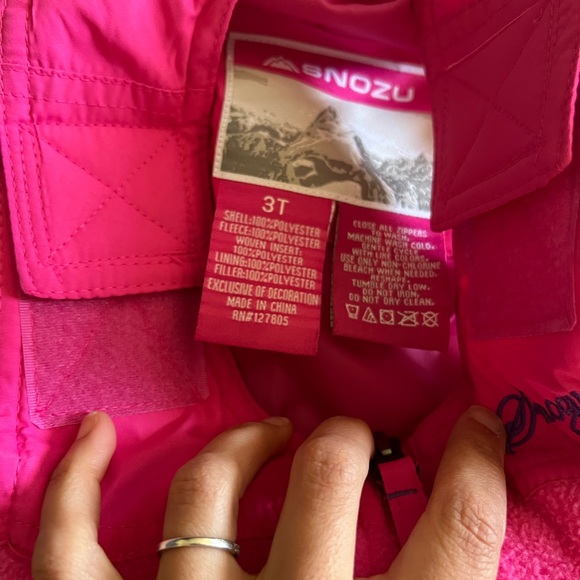 SNOZU
3T
SHELL:100%POLYESTER
FLEECE:100%POLYESTER
WOVEN INSERT:
100%POLYESTER
LINING:100%POLYESTER
FILLER:100%POLYESTER
EXCLUSIVE OF DECORATION
MADE IN CHINA
RN#127805
CLOSE ALL ZIPPERS
TO WASH.
MACHINE WASH COLD.
GENTLY CYCLE
WITH LIKE COLORS.
USE ONLY NON-CHLORINE
BLEACH WHEN NEEDED.
RESHAPE.
TUMBLE DRY LOW.
DO NOT IRON.
DO NOT DRY CLEAN.